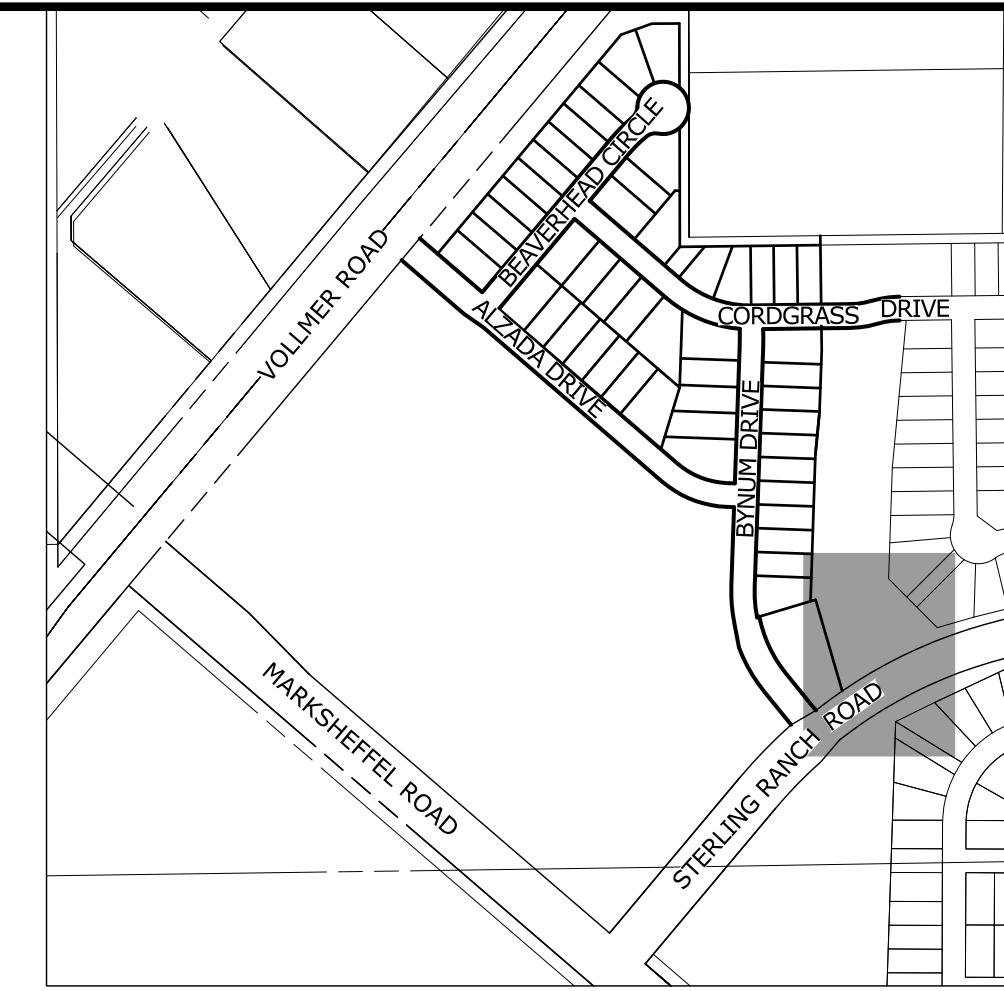 BEAVERHEAD CIRCLE
VOLLMER ROAD
CORDGRASS DRIVE
ALZADA DRIVE
BYNUM DRIVE
MARKSHEFFEL ROAD
STERLING RANCH ROAD